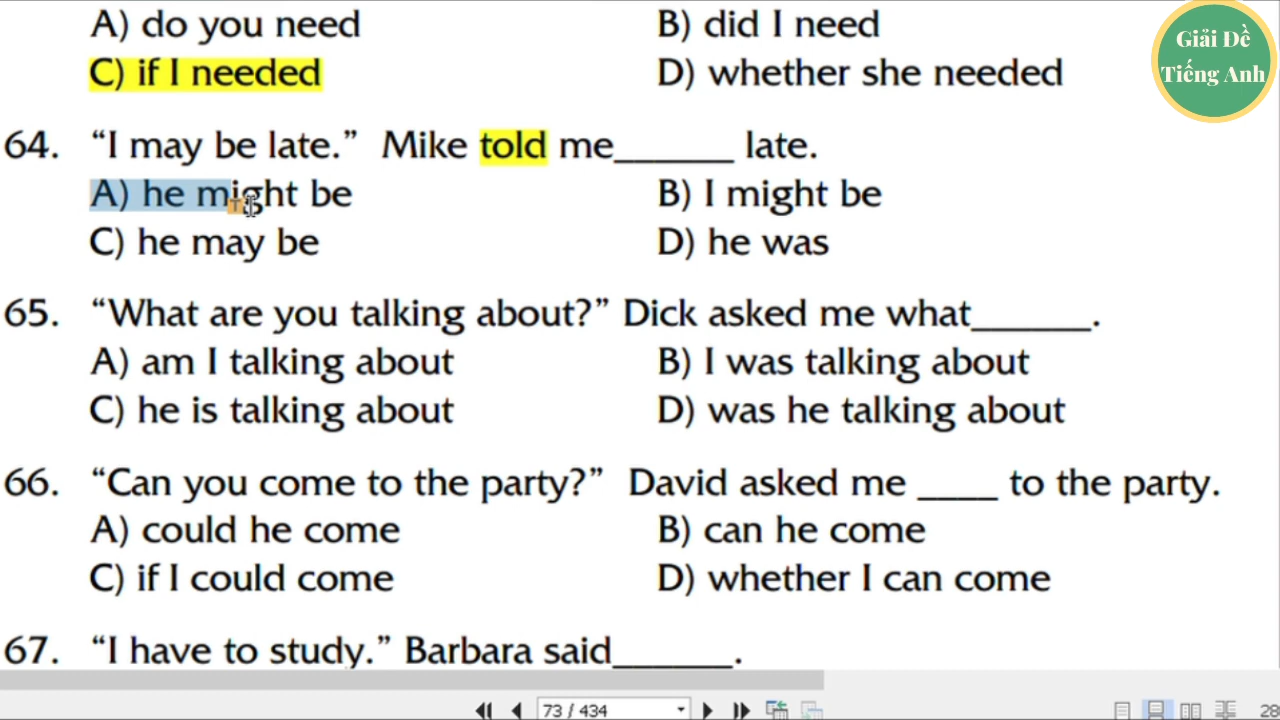 A) do you need B) did I need
C) if I needed D) whether she needed
Giải Đề
Tiếng Anh
64. “I may be late.” Mike told me______ late.
A) he might be B) I might be
C) he may be D) he was
65. “What are you talking about?” Dick asked me what______.
A) am I talking about B) I was talking about
C) he is talking about D) was he talking about
66. “Can you come to the party?” David asked me ____ to the party.
A) could he come B) can he come
C) if I could come D) whether I can come
67. “I have to study.” Barbara said______.
73 / 434
28